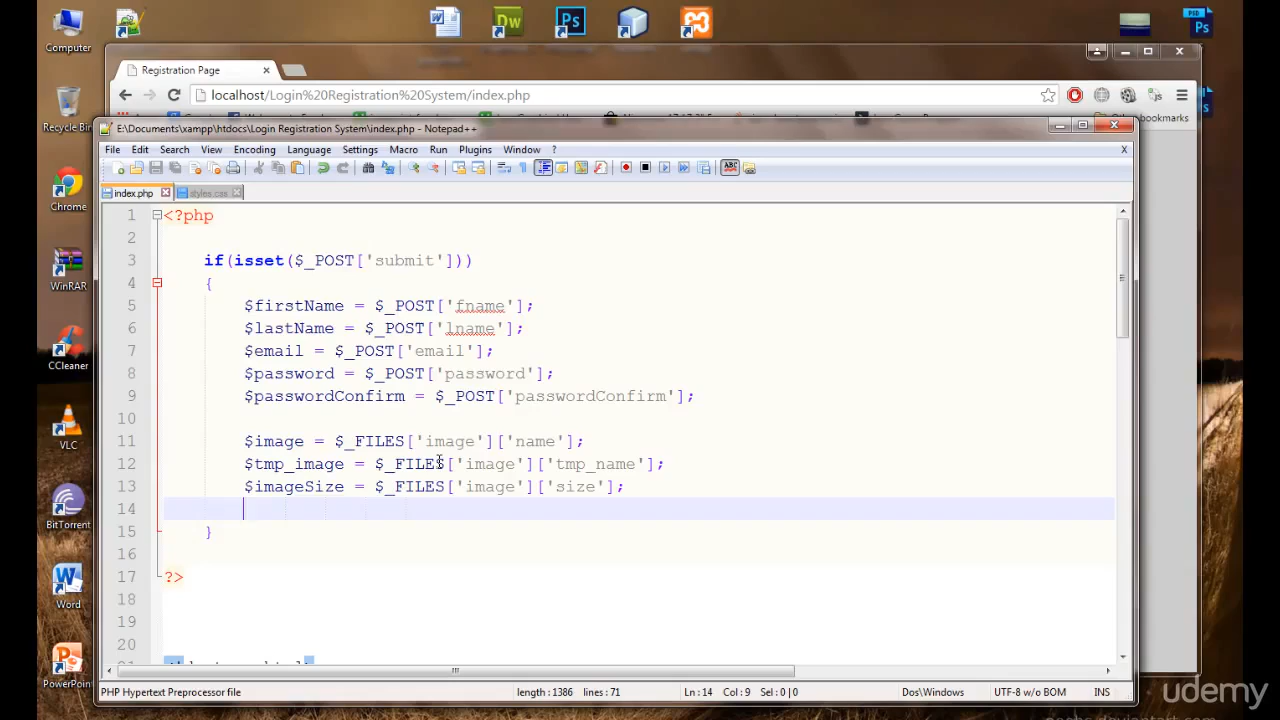 Computer
Registration Page
localhost/Login%20Registration%20System/index.php
Recycle Bin
bookmarks
E:\Documents\xampp\htdocs\Login Registration System\index.php - Notepad++
File Edit Search View Encoding Language Settings Macro Run Plugins Window ? X
index.php styles.css
Chrome
WinRAR
CCleaner
VLC
BitTorrent
Word
PowerPoint
1 <?php
2
3 if(isset($_POST['submit']))
4 {
5 $firstName = $_POST['fname'];
6 $lastName = $_POST['lname'];
7 $email = $_POST['email'];
8 $password = $_POST['password'];
9 $passwordConfirm = $_POST['passwordConfirm'];
10
11 $image = $_FILES['image']['name'];
12 $tmp_image = $_FILES['image']['tmp_name'];
13 $imageSize = $_FILES['image']['size'];
14
15 }
16
17 ?>
18
19
20
PHP Hypertext Preprocessor file length : 1386 lines : 71 Ln : 14 Col : 9 Sel : 0 | 0 Dos\Windows UTF-8 w/o BOM INS
udemy